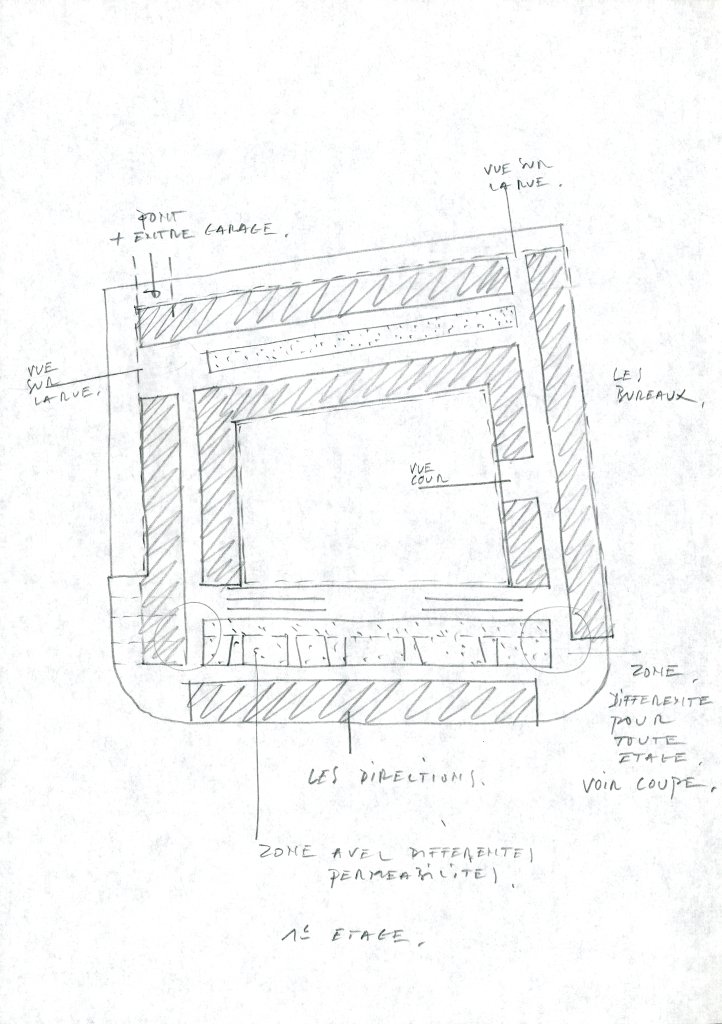 VUE SUR
LA RUE.
PONT
+ ENTRE GARAGE.
VUE
SUR
LA RUE.
LES
BUREAUX.
VUE
COUR
ZONE.
DIFFERENTE
POUR
TOUTE
ETAGE.
VOIR COUPE.
LES DIRECTIONS.
ZONE AVEC DIFFERENTES
PERMEABILITES.
1E ETAGE.